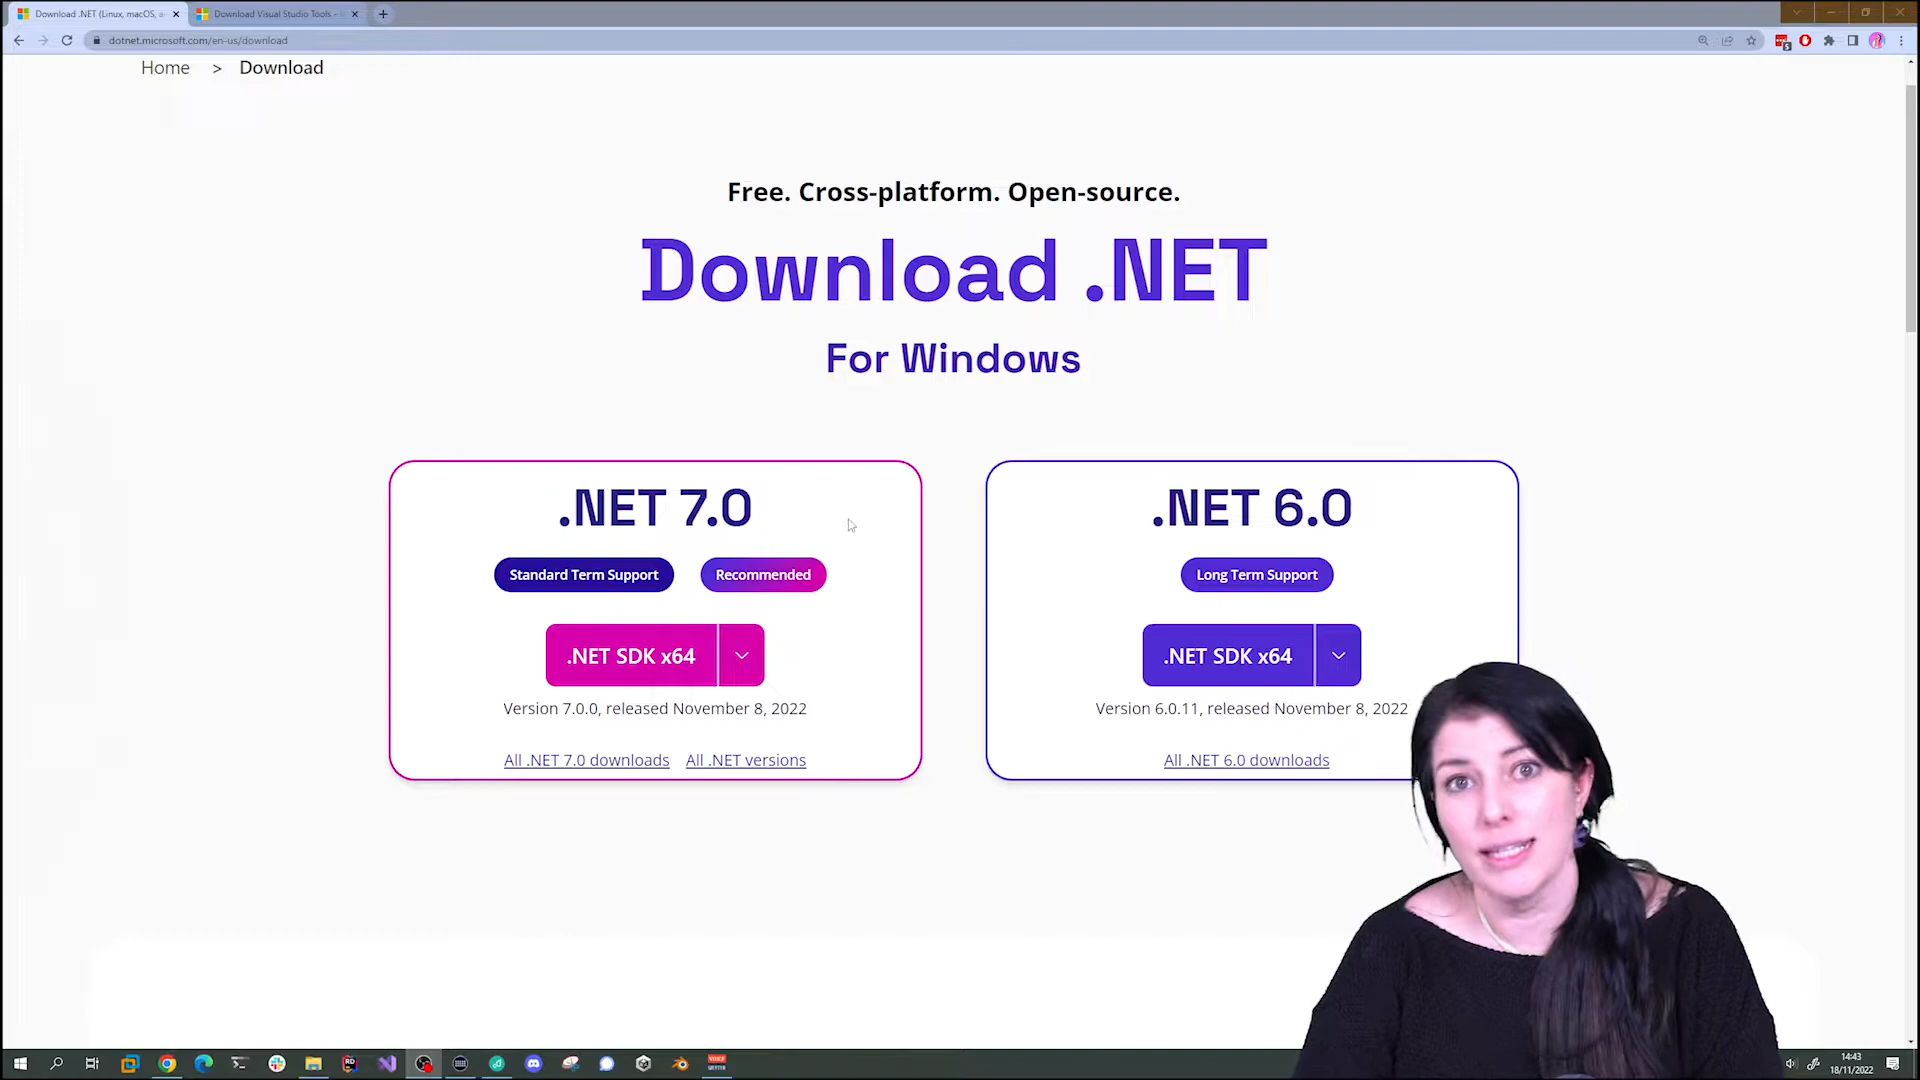 Download .NET (Linux, macOS, a
Download Visual Studio Tools -
dotnet.microsoft.com/en-us/download
Home > Download
Free. Cross-platform. Open-source.
Download .NET
For Windows
.NET 7.0
Standard Term Support
Recommended
.NET SDK x64
Version 7.0.0, released November 8, 2022
All .NET 7.0 downloads
All .NET versions
.NET 6.0
Long Term Support
.NET SDK x64
Version 6.0.11, released November 8, 2022
All .NET 6.0 downloads
14:43
18/11/2022